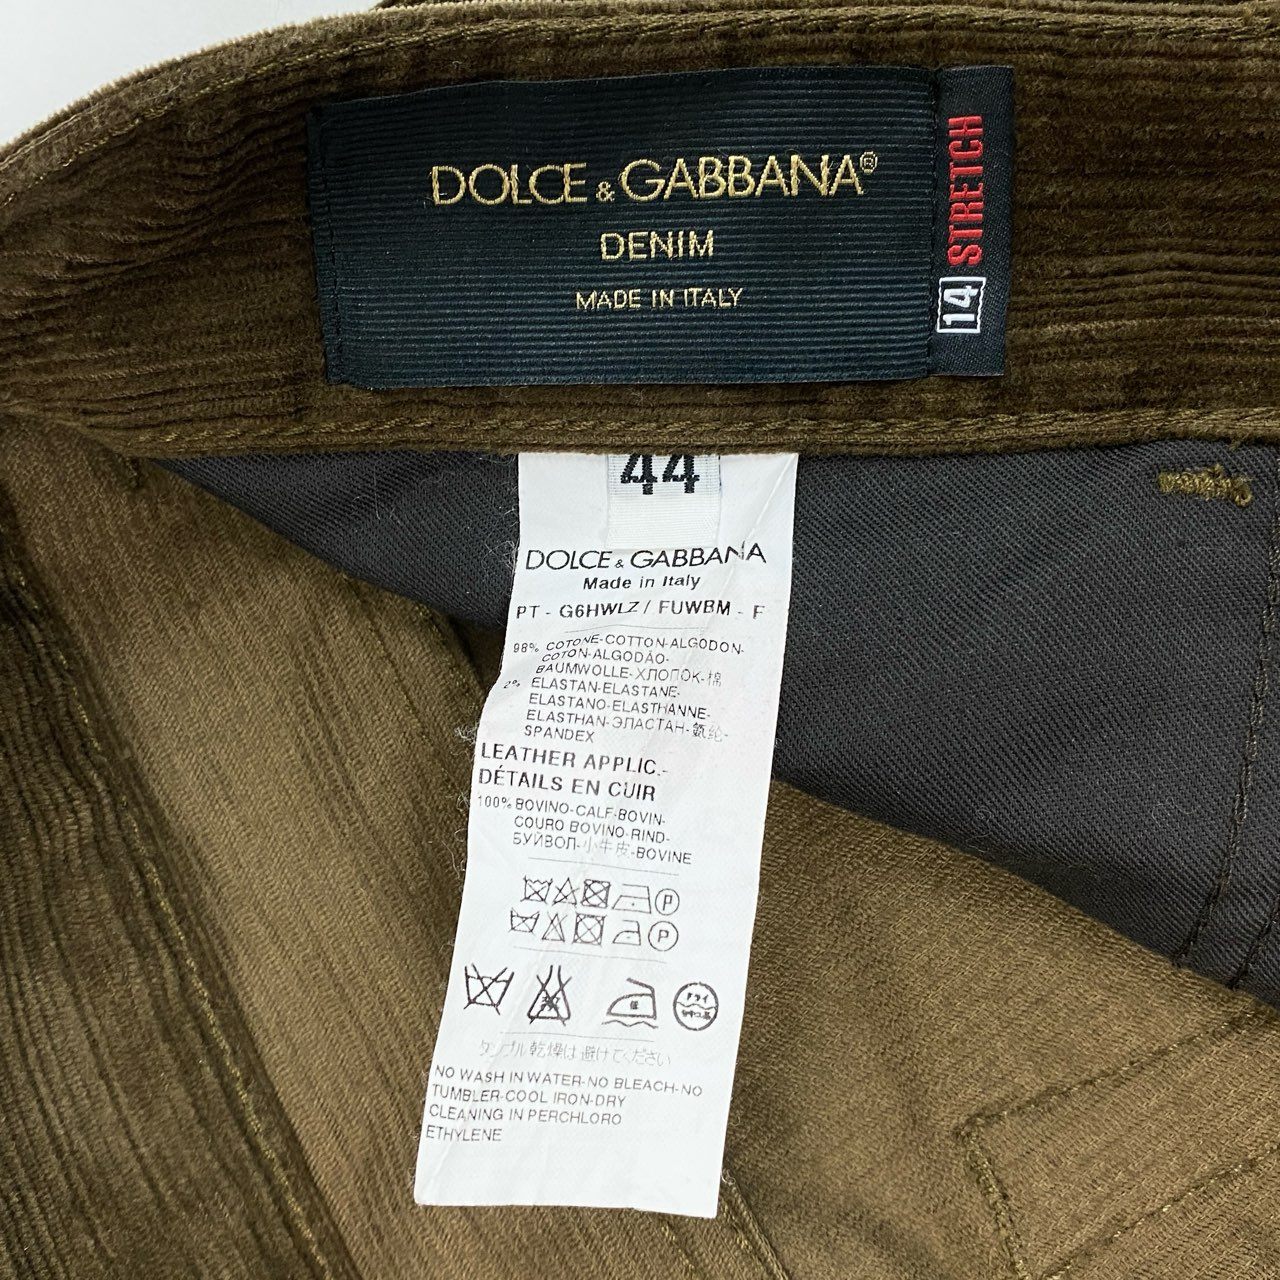 DOLCE & GABBANA®
DENIM
MADE IN ITALY
14 STRETCH
44
DOLCE & GABBANA
Made in Italy
PT - G6HWLZ / FUWBM - F
98% COTONE-COTTON-ALGODON-
COTON-ALGODÃO-
BAUMWOLLE-ХЛОПОК-棉
2% ELASTAN-ELASTANE-
ELASTANO-ELASTHANNE-
ELASTHAN-ЭЛАСТАН-氨纶-
SPANDEX
LEATHER APPLIC.-
DÉTAILS EN CUIR
100% BOVINO-CALF-BOVIN-
COURO BOVINO-RIND-
БУЙВОЛ-小牛皮-BOVINE
P
P
ドライ
タンブル乾燥は避けてください
NO WASH IN WATER-NO BLEACH-NO
TUMBLER-COOL IRON-DRY
CLEANING IN PERCHLORO
ETHYLENE